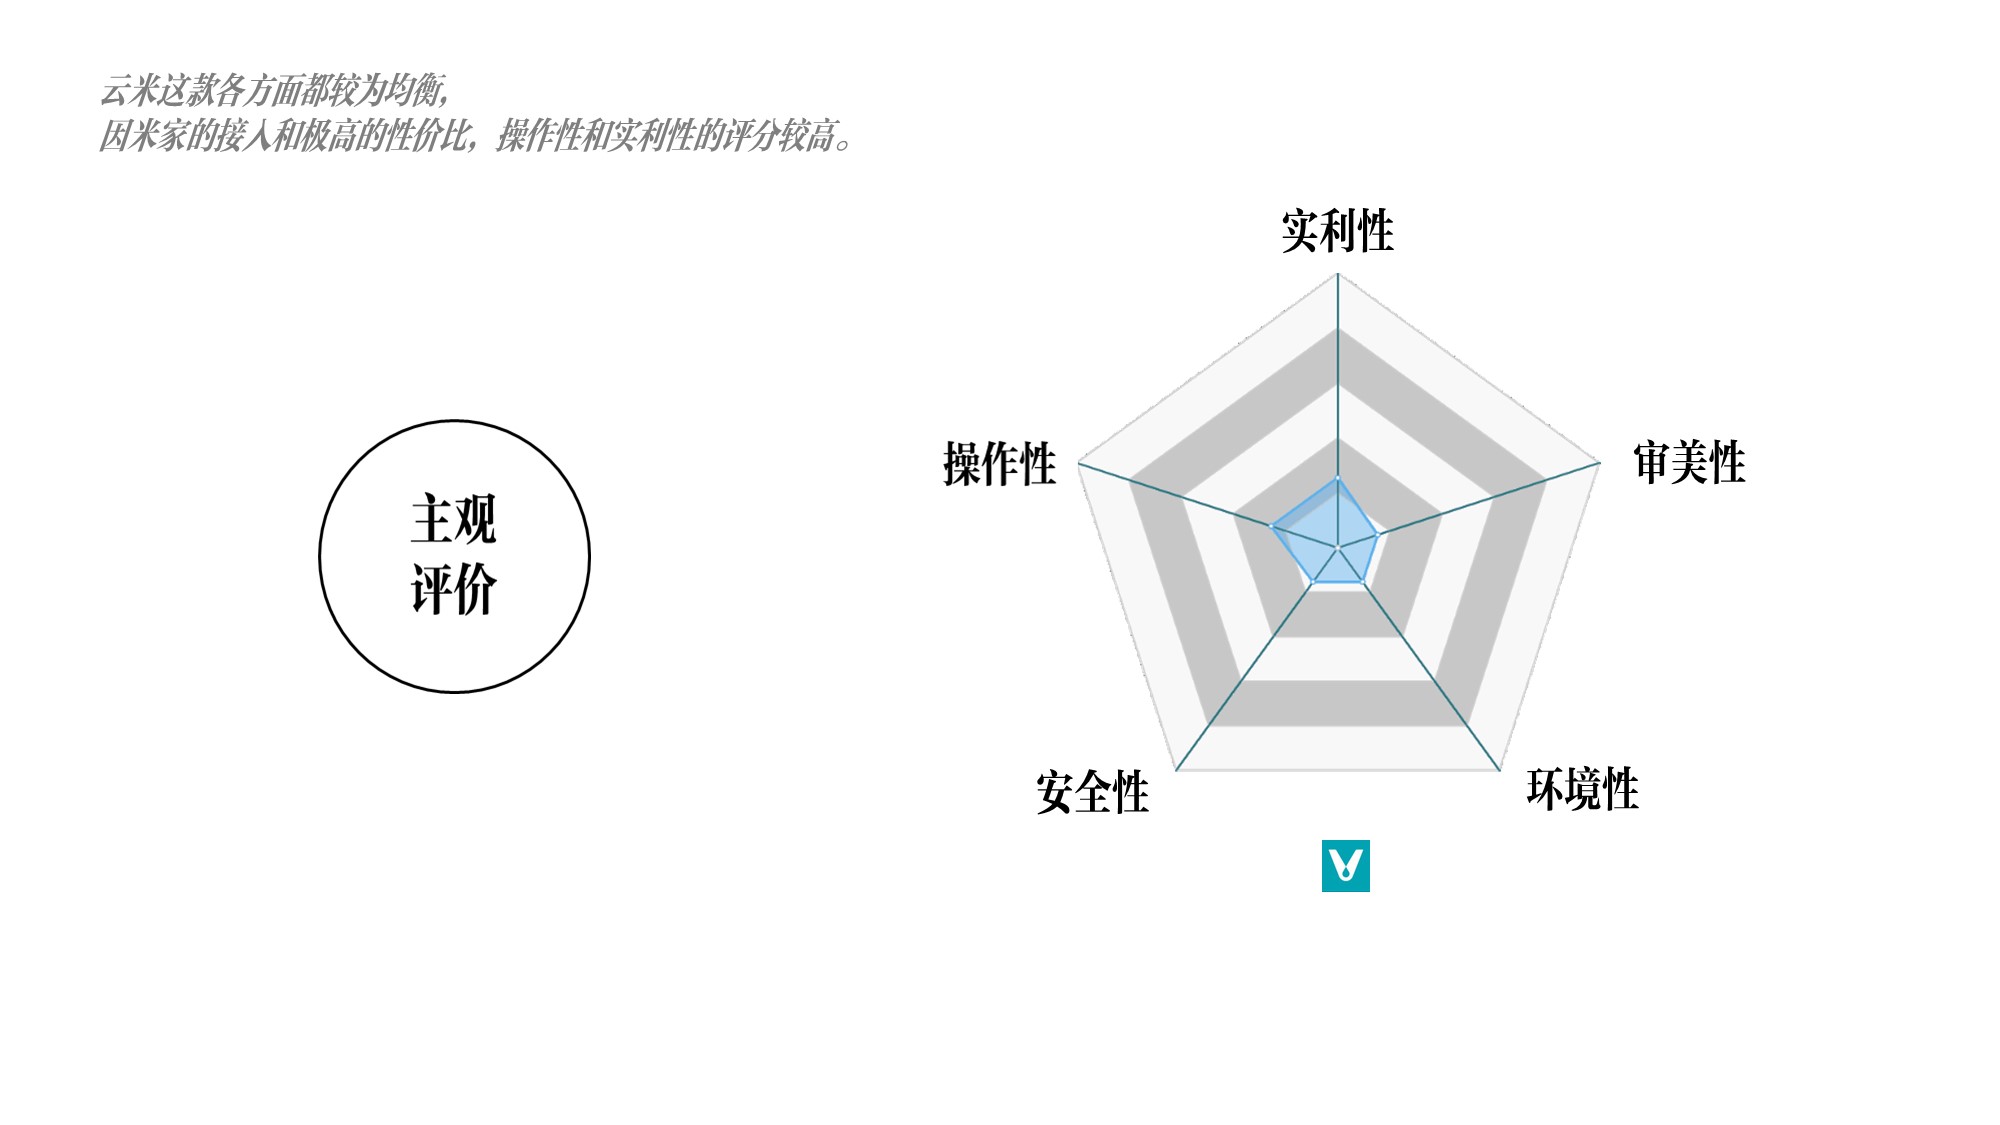 云米这款各方面都较为均衡，
因米家的接入和极高的性价比，操作性和实利性的评分较高。
实利性
操作性
审美性
主观
评价
安全性
环境性